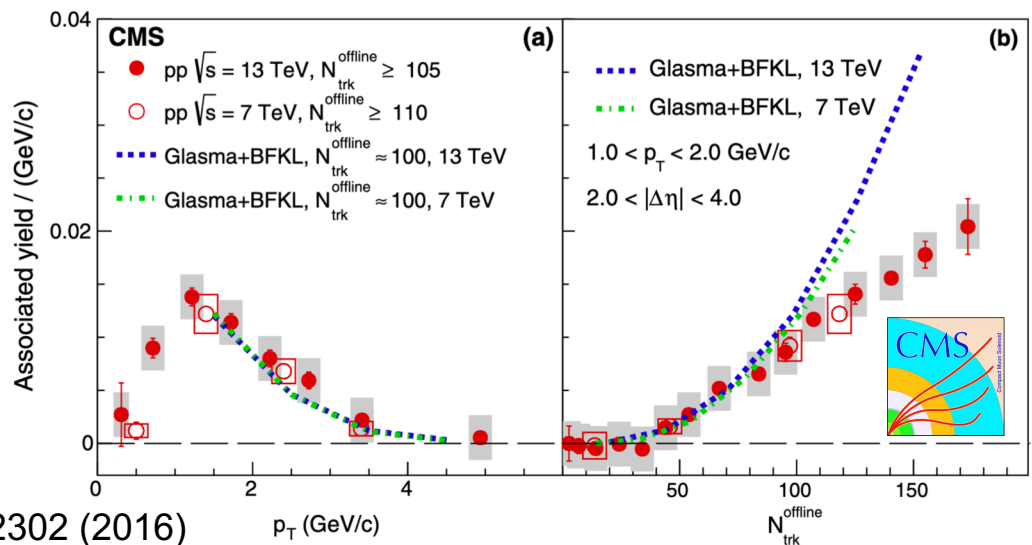 0.04
0.02
0
Associated yield / (GeV/c)
CMS
(a)
pp √s = 13 TeV, N_trk^offline ≥ 105
pp √s = 7 TeV, N_trk^offline ≥ 110
Glasma+BFKL, N_trk^offline ≈ 100, 13 TeV
Glasma+BFKL, N_trk^offline ≈ 100, 7 TeV
0 2 4
p_T (GeV/c)
(b)
Glasma+BFKL, 13 TeV
Glasma+BFKL, 7 TeV
1.0 < p_T < 2.0 GeV/c
2.0 < |Δη| < 4.0
CMS
Compact Muon Solenoid
50 100 150
N_trk^offline
2302 (2016)